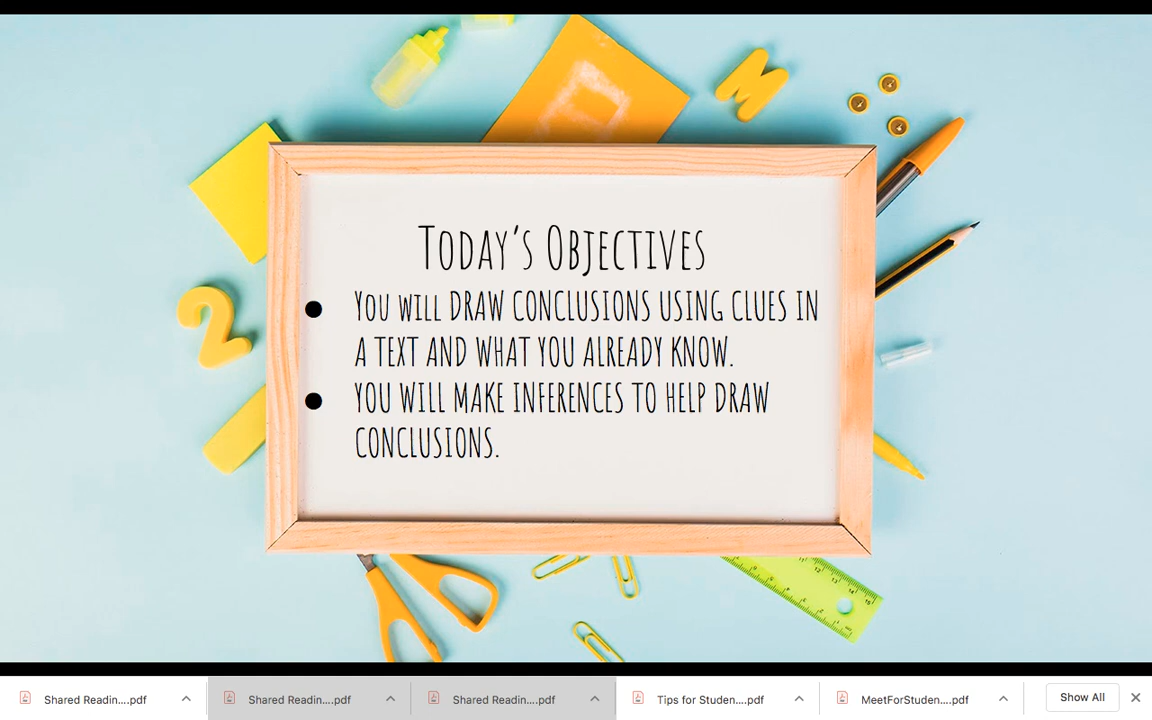 M
2
Today's Objectives
You will DRAW CONCLUSIONS USING CLUES IN
A TEXT AND WHAT YOU ALREADY KNOW.
YOU WILL MAKE INFERENCES TO HELP DRAW
CONCLUSIONS.
Shared Readin....pdf
Shared Readin....pdf
Shared Readin....pdf
Tips for Studen....pdf
MeetForStuden....pdf
Show All